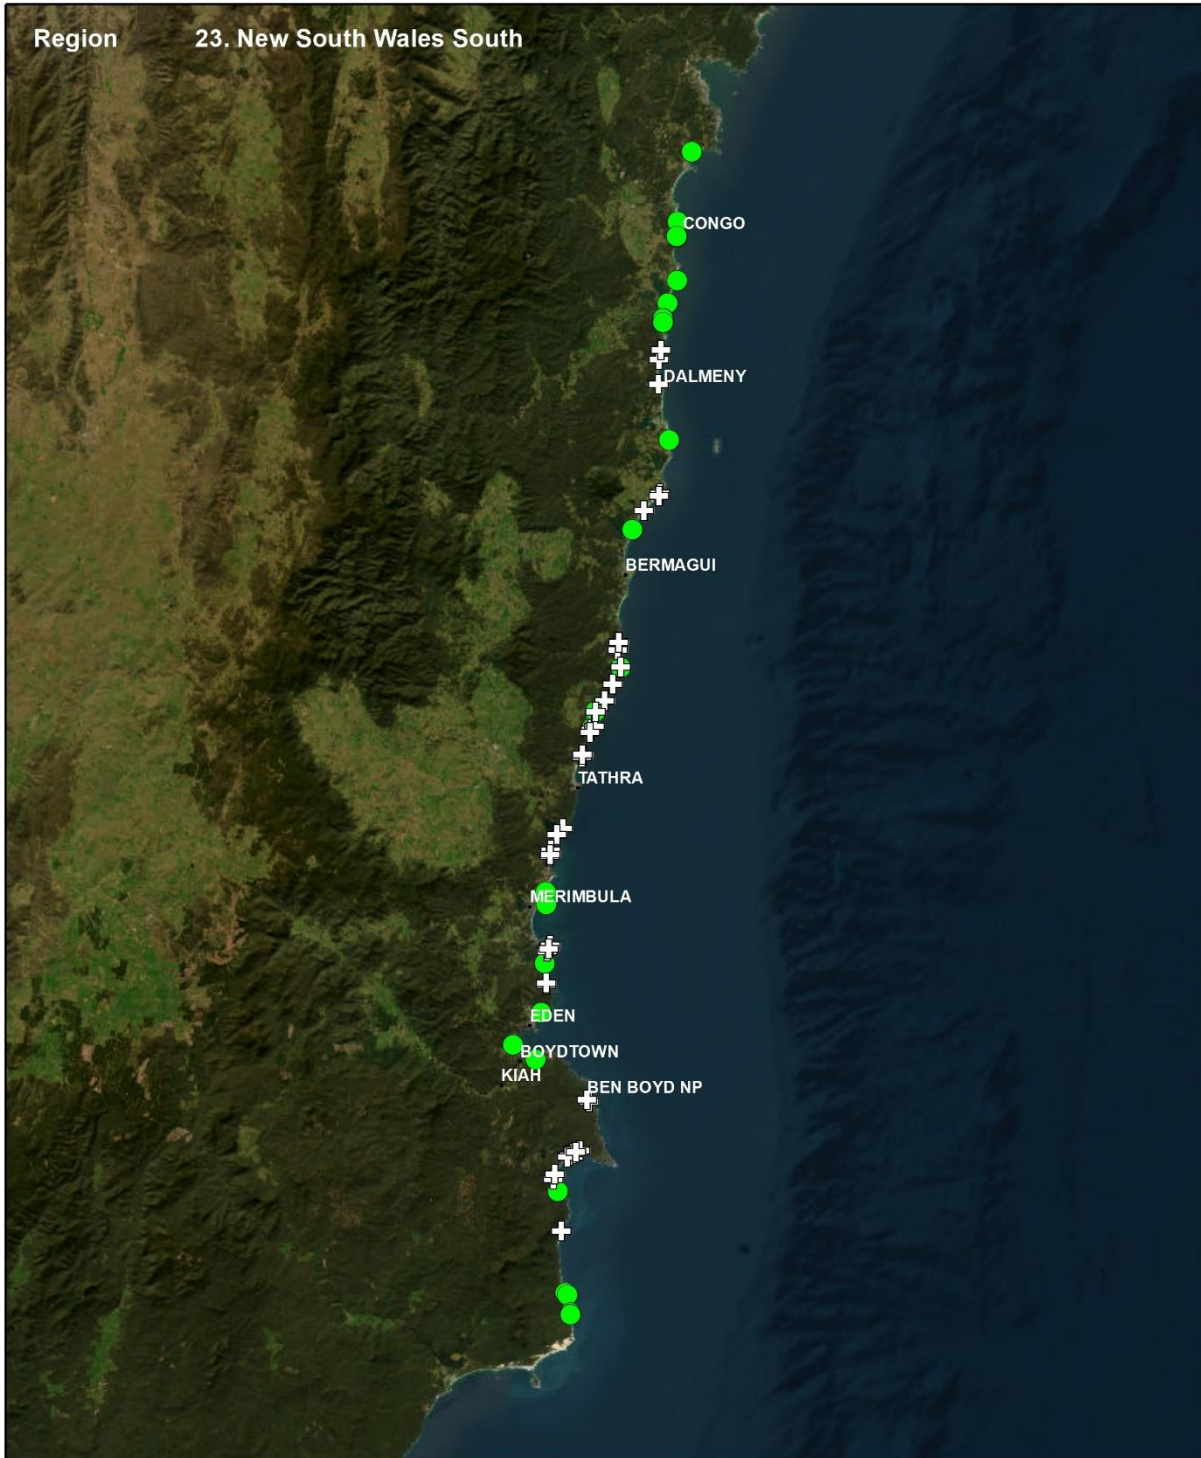 Region 23. New South Wales South
CONGO
DALMENY
BERMAGUI
TATHRA
MERIMBULA
EDEN
BOYDTOWN
KIAH
BEN BOYD NP